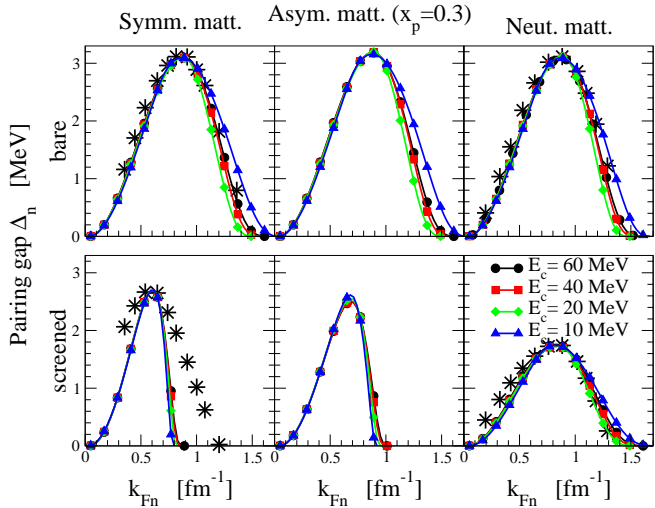 Symm. matt.
Asym. matt. (x_p=0.3)
Neut. matt.
Pairing gap Δ_n [MeV]
bare
3
2
1
0
screened
3
2
1
0
E_c= 60 MeV
E_c= 40 MeV
E_c= 20 MeV
E_c= 10 MeV
0 0.5 1 1.5
0 0.5 1 1.5
0 0.5 1 1.5
k_Fn [fm⁻¹]
k_Fn [fm⁻¹]
k_Fn [fm⁻¹]